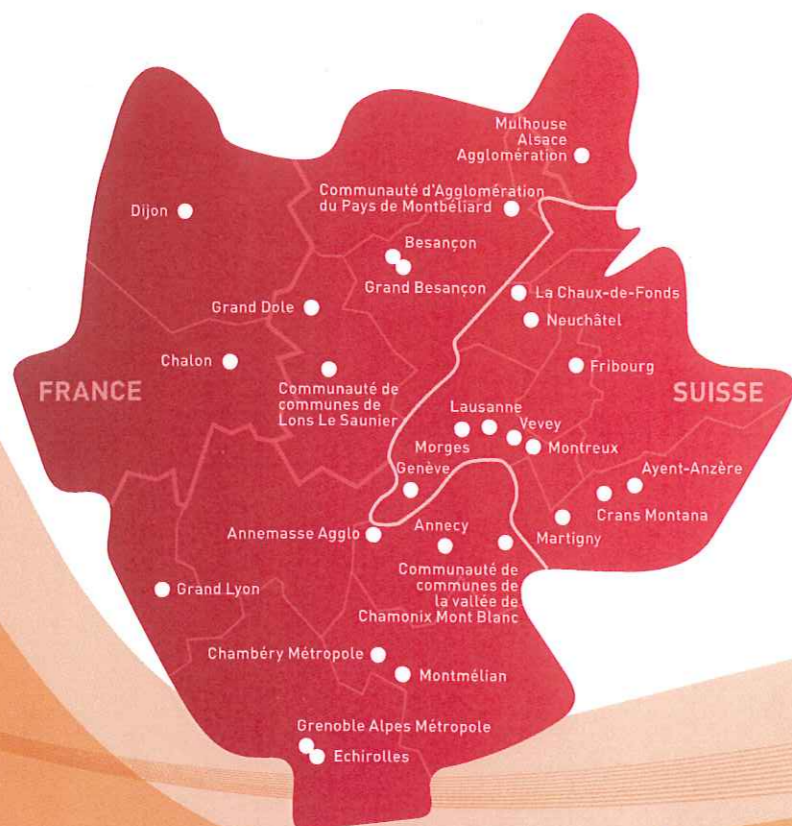 Mulhouse
Alsace
Agglomération
Communauté d'Agglomération
du Pays de Montbéliard
Dijon
Besançon
Grand Besançon
La Chaux-de-Fonds
Grand Dole
Neuchâtel
Chalon
Fribourg
FRANCE
SUISSE
Communauté de
communes de
Lons Le Saunier
Lausanne
Vevey
Morges
Montreux
Genève
Ayent-Anzère
Crans Montana
Martigny
Annemasse Agglo
Annecy
Communauté de
communes de
la vallée de
Chamonix Mont Blanc
Grand Lyon
Chambéry Métropole
Montmélian
Grenoble Alpes Métropole
Echirolles